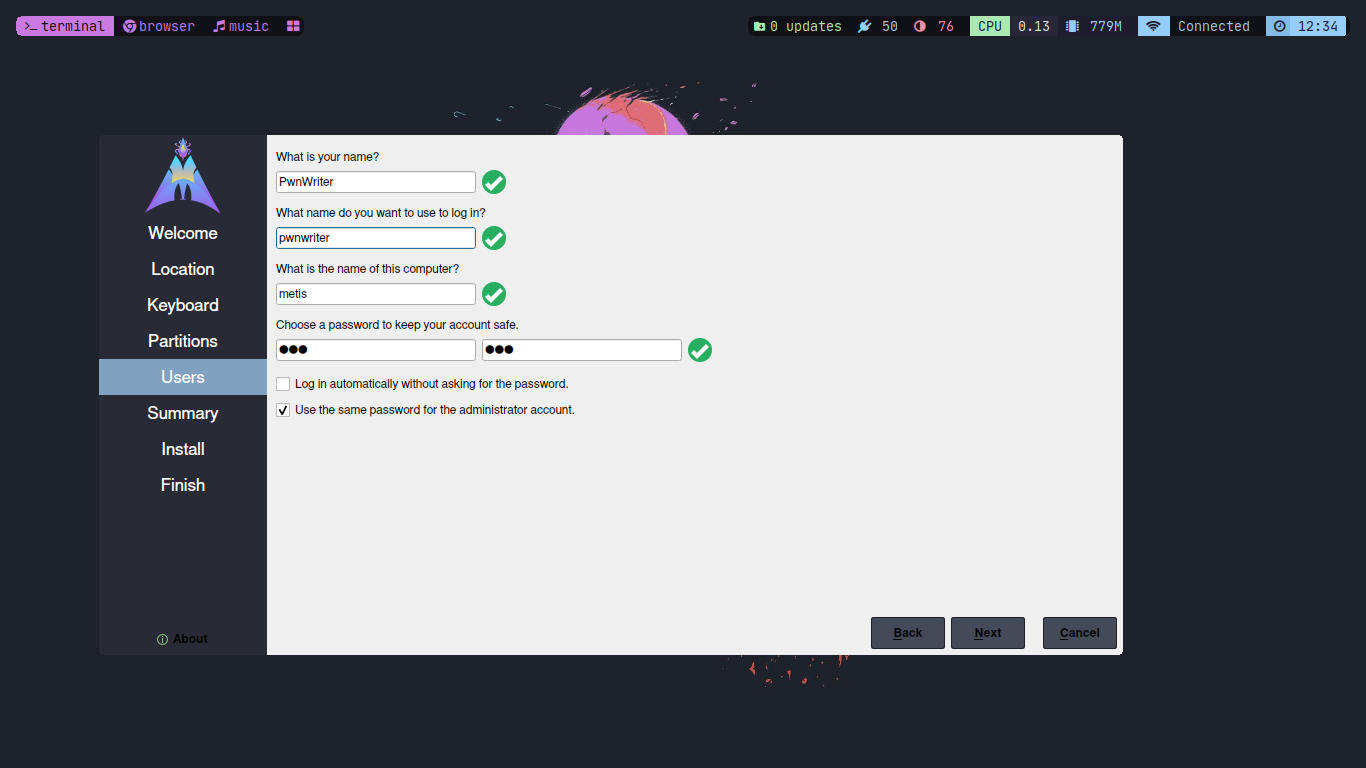 terminal browser music 0 updates 50 76 CPU 0.13 779M Connected 12:34
What is your name?
PwnWriter
What name do you want to use to log in?
pwnwriter
What is the name of this computer?
metis
Choose a password to keep your account safe.
●●● ●●●
Log in automatically without asking for the password.
Use the same password for the administrator account.
Welcome
Location
Keyboard
Partitions
Users
Summary
Install
Finish
About
Back Next Cancel